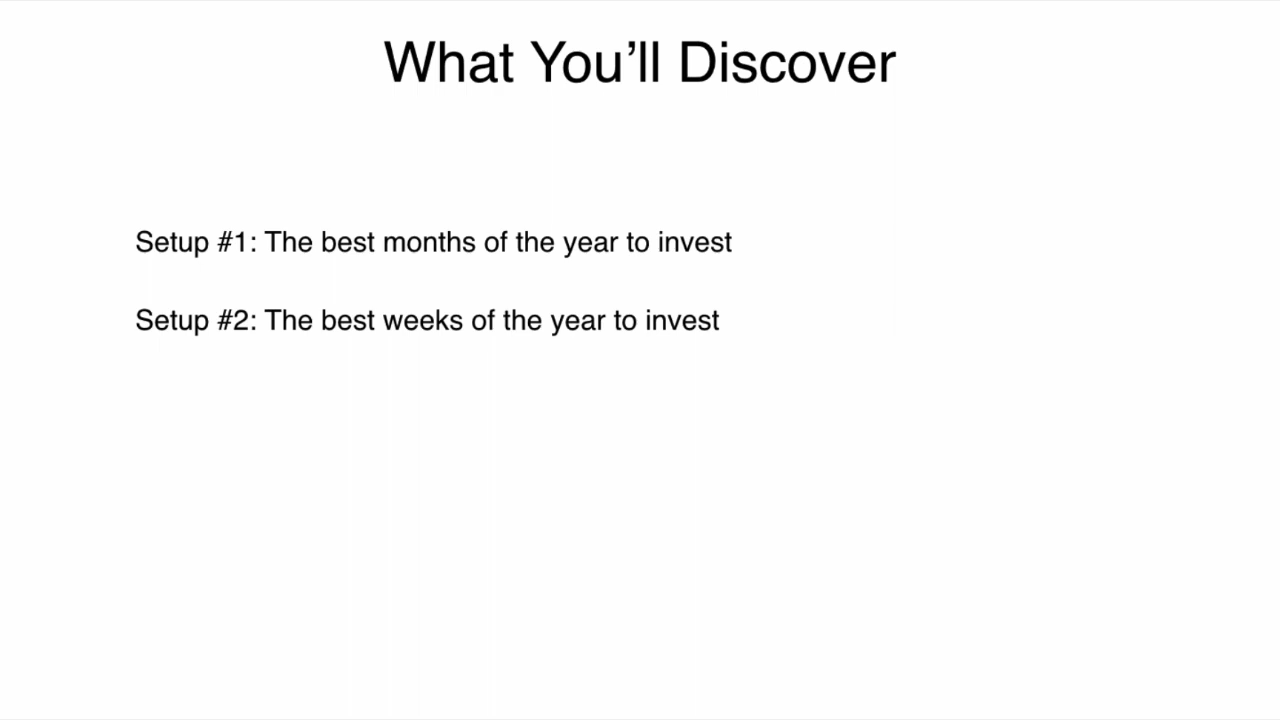 What You’ll Discover
Setup #1: The best months of the year to invest
Setup #2: The best weeks of the year to invest